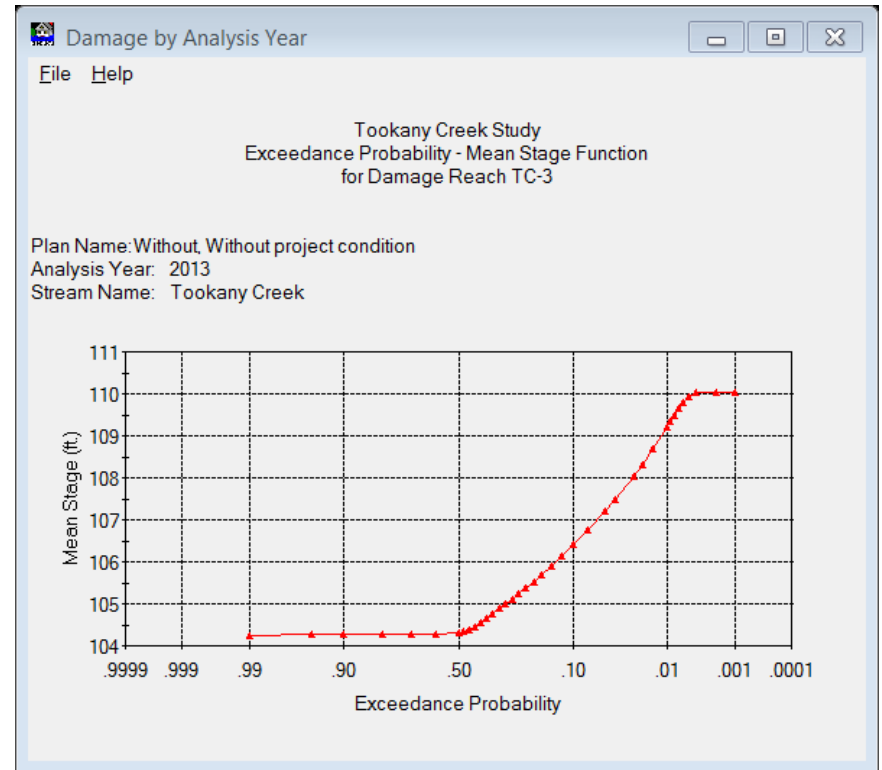 Damage by Analysis Year
File Help
Tookany Creek Study
Exceedance Probability - Mean Stage Function
for Damage Reach TC-3
Plan Name:Without, Without project condition
Analysis Year: 2013
Stream Name: Tookany Creek
111
110
109
108
107
106
105
104
Mean Stage (ft.)
.9999 .999 .99 .90 .50 .10 .01 .001 .0001
Exceedance Probability